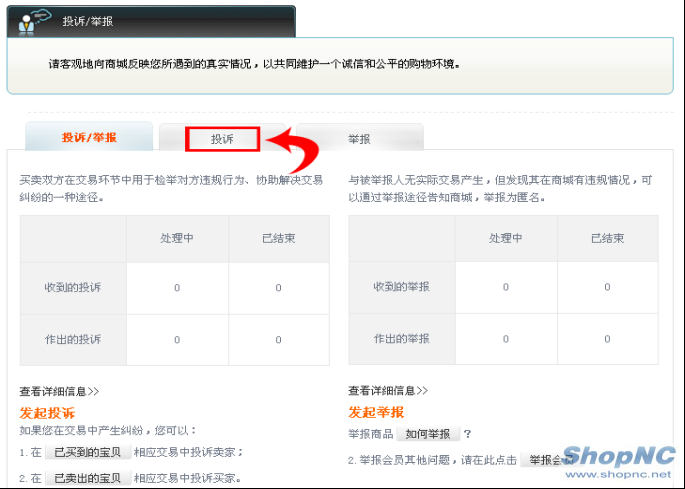 投诉/举报
请客观地向商城反映您所遇到的真实情况，以共同维护一个诚信和公平的购物环境。
投诉/举报
投诉
举报
买卖双方在交易环节中用于检举对方违规行为、协助解决交易
纠纷的一种途径。
处理中
已结束
收到的投诉
0
0
作出的投诉
0
0
查看详细信息>>
发起投诉
如果您在交易中产生纠纷，您可以：
1. 在 已买到的宝贝 相应交易中投诉卖家；
2. 在 已卖出的宝贝 相应交易中投诉买家。
与被举报人无实际交易产生，但发现其在商城有违规情况，可
以通过举报途径告知商城，举报为匿名。
处理中
已结束
收到的举报
0
0
作出的举报
0
0
查看详细信息>>
发起举报
举报商品 如何举报 ？
2. 举报会员其他问题，请在此点击 举报会
ShopNC
www.shopnc.net